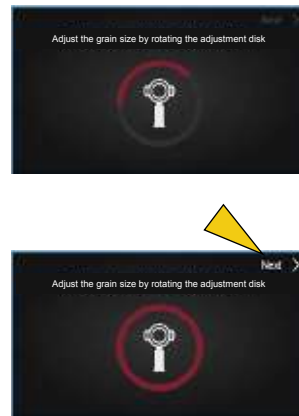 Adjust the grain size by rotating the adjustment disk
Next
Adjust the grain size by rotating the adjustment disk